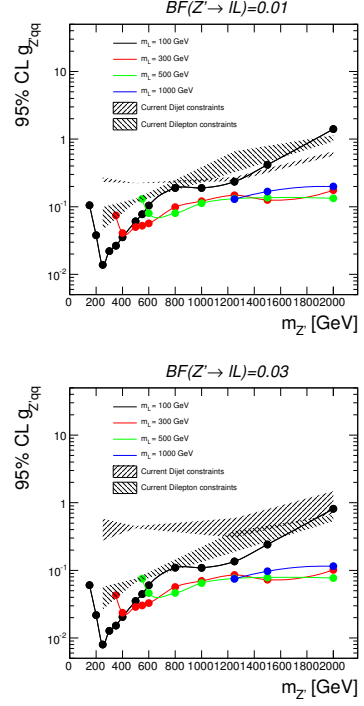 BF(Z'→ lL)=0.01
95% CL g_Z'qq
m_L = 100 GeV
m_L = 300 GeV
m_L = 500 GeV
m_L = 1000 GeV
Current Dijet constraints
Current Dilepton constraints
10
1
10⁻¹
10⁻²
0 200 400 600 800 1000 1200 1400 1600 1800 2000
m_Z' [GeV]
BF(Z'→ lL)=0.03
95% CL g_Z'qq
m_L = 100 GeV
m_L = 300 GeV
m_L = 500 GeV
m_L = 1000 GeV
Current Dijet constraints
Current Dilepton constraints
10
1
10⁻¹
10⁻²
0 200 400 600 800 1000 1200 1400 1600 1800 2000
m_Z' [GeV]